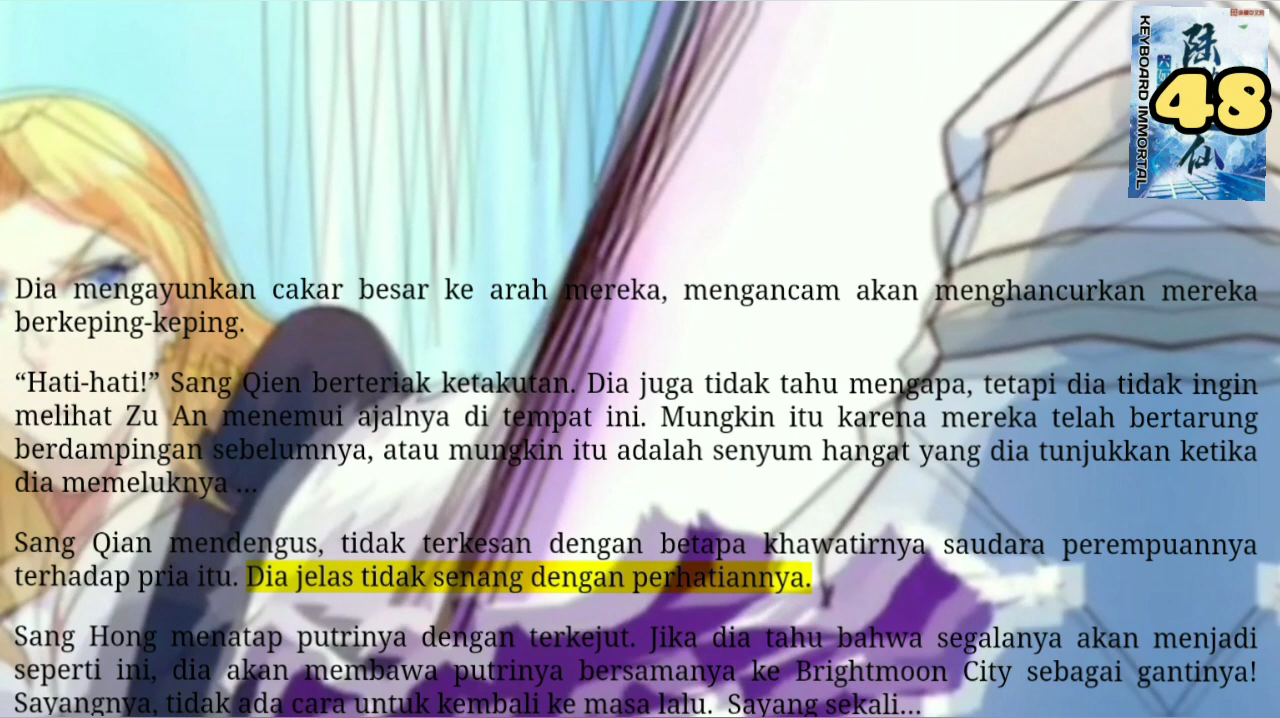 KEYBOARD IMMORTAL
48
Dia mengayunkan cakar besar ke arah mereka, mengancam akan menghancurkan mereka
berkeping-keping.
“Hati-hati!” Sang Qien berteriak ketakutan. Dia juga tidak tahu mengapa, tetapi dia tidak ingin
melihat Zu An menemui ajalnya di tempat ini. Mungkin itu karena mereka telah bertarung
berdampingan sebelumnya, atau mungkin itu adalah senyum hangat yang dia tunjukkan ketika
dia memeluknya ...
Sang Qian mendengus, tidak terkesan dengan betapa khawatirnya saudara perempuannya
terhadap pria itu. Dia jelas tidak senang dengan perhatiannya.
Sang Hong menatap putrinya dengan terkejut. Jika dia tahu bahwa segalanya akan menjadi
seperti ini, dia akan membawa putrinya bersamanya ke Brightmoon City sebagai gantinya!
Sayangnya, tidak ada cara untuk kembali ke masa lalu. Sayang sekali...